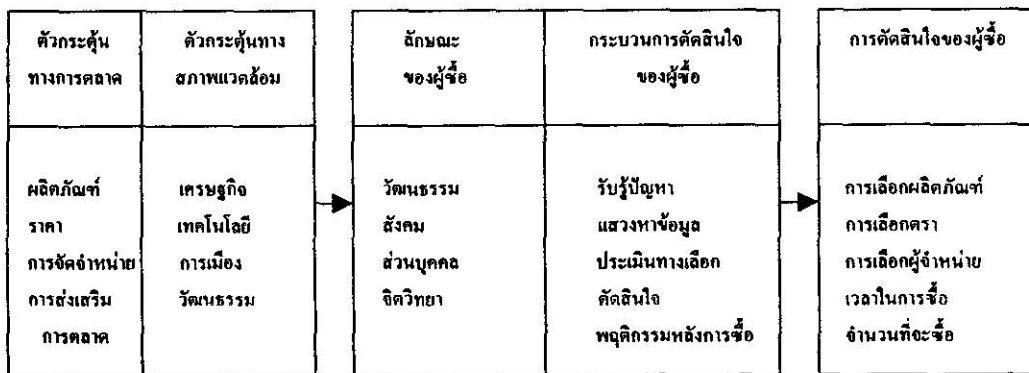 ตัวกระตุ้น
ทางการตลาด
ตัวกระตุ้นทาง
สภาพแวดล้อม
ลักษณะ
ของผู้ซื้อ
กระบวนการตัดสินใจ
ของผู้ซื้อ
การตัดสินใจของผู้ซื้อ
ผลิตภัณฑ์
ราคา
การจัดจำหน่าย
การส่งเสริม
การตลาด
เศรษฐกิจ
เทคโนโลยี
การเมือง
วัฒนธรรม
วัฒนธรรม
สังคม
ส่วนบุคคล
จิตวิทยา
รับรู้ปัญหา
แสวงหาข้อมูล
ประเมินทางเลือก
ตัดสินใจ
พฤติกรรมหลังการซื้อ
การเลือกผลิตภัณฑ์
การเลือกตรา
การเลือกผู้จำหน่าย
เวลาในการซื้อ
จำนวนที่จะซื้อ